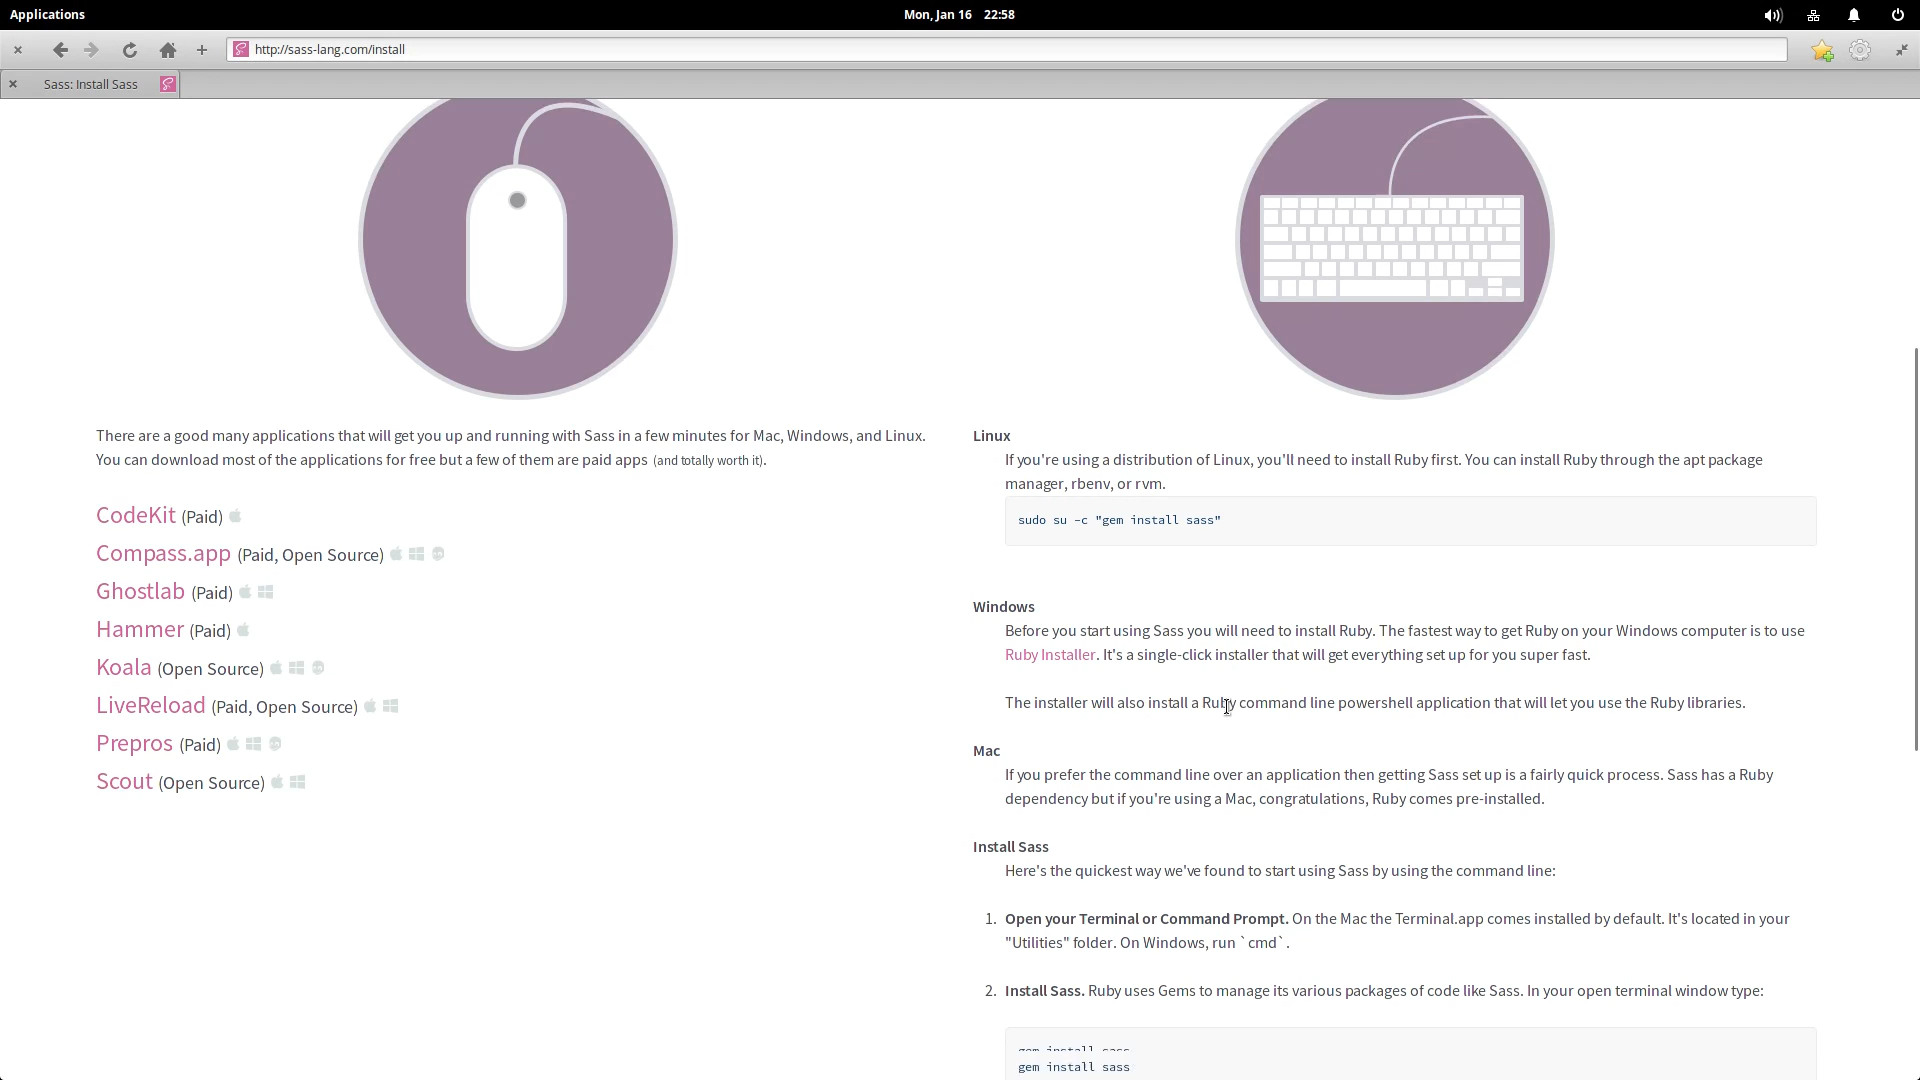 Applications
Mon, Jan 16 22:58
http://sass-lang.com/install
Sass: Install Sass
There are a good many applications that will get you up and running with Sass in a few minutes for Mac, Windows, and Linux.
You can download most of the applications for free but a few of them are paid apps (and totally worth it).
CodeKit (Paid)
Compass.app (Paid, Open Source)
Ghostlab (Paid)
Hammer (Paid)
Koala (Open Source)
LiveReload (Paid, Open Source)
Prepros (Paid)
Scout (Open Source)
Linux
If you're using a distribution of Linux, you'll need to install Ruby first. You can install Ruby through the apt package
manager, rbenv, or rvm.
sudo su -c "gem install sass"
Windows
Before you start using Sass you will need to install Ruby. The fastest way to get Ruby on your Windows computer is to use
Ruby Installer. It's a single-click installer that will get everything set up for you super fast.
The installer will also install a Ruby command line powershell application that will let you use the Ruby libraries.
Mac
If you prefer the command line over an application then getting Sass set up is a fairly quick process. Sass has a Ruby
dependency but if you're using a Mac, congratulations, Ruby comes pre-installed.
Install Sass
Here's the quickest way we've found to start using Sass by using the command line:
1. Open your Terminal or Command Prompt. On the Mac the Terminal.app comes installed by default. It's located in your
"Utilities" folder. On Windows, run `cmd`.
2. Install Sass. Ruby uses Gems to manage its various packages of code like Sass. In your open terminal window type:
gem install sass
gem install sass